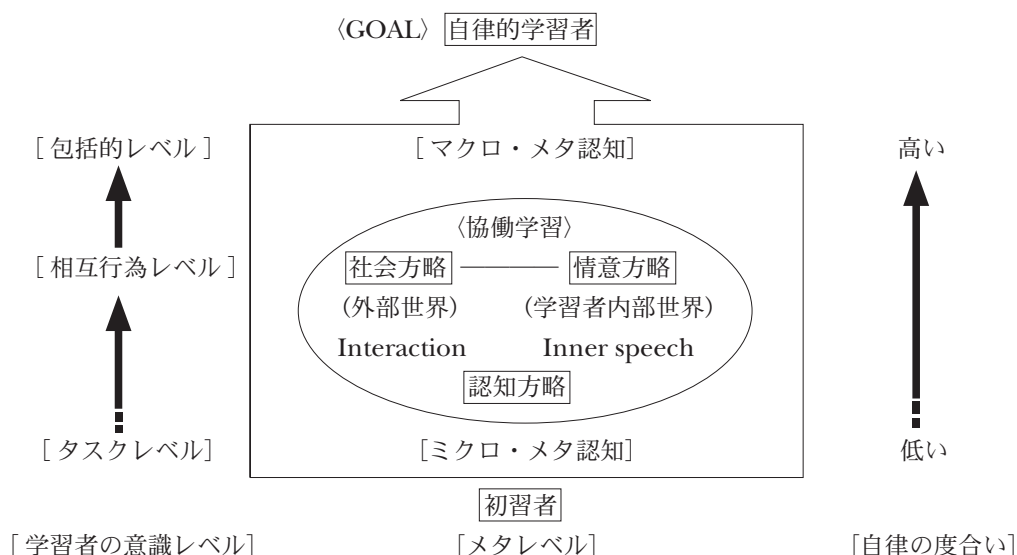 〈GOAL〉 自律的学習者
[ 包括的レベル ] [ マクロ・メタ認知] 高い
〈協働学習〉
[ 相互行為レベル ] 社会方略 ――― 情意方略
(外部世界) (学習者内部世界)
Interaction Inner speech
認知方略
[ タスクレベル] [ミクロ・メタ認知] 低い
初習者
[ 学習者の意識レベル] [メタレベル] [自律の度合い]